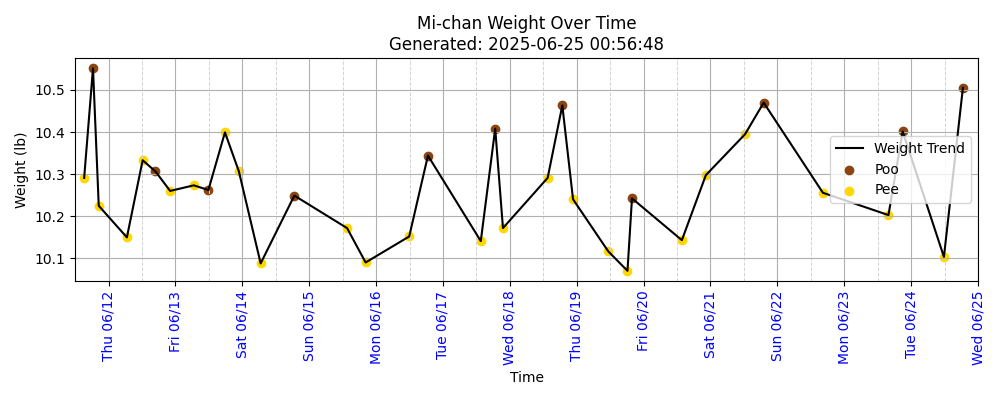 Mi-chan Weight Over Time
Generated: 2025-06-25 00:56:48
Weight (lb)
10.5
10.4
10.3
10.2
10.1
Weight Trend
Poo
Pee
Thu 06/12
Fri 06/13
Sat 06/14
Sun 06/15
Mon 06/16
Tue 06/17
Wed 06/18
Thu 06/19
Fri 06/20
Sat 06/21
Sun 06/22
Mon 06/23
Tue 06/24
Wed 06/25
Time